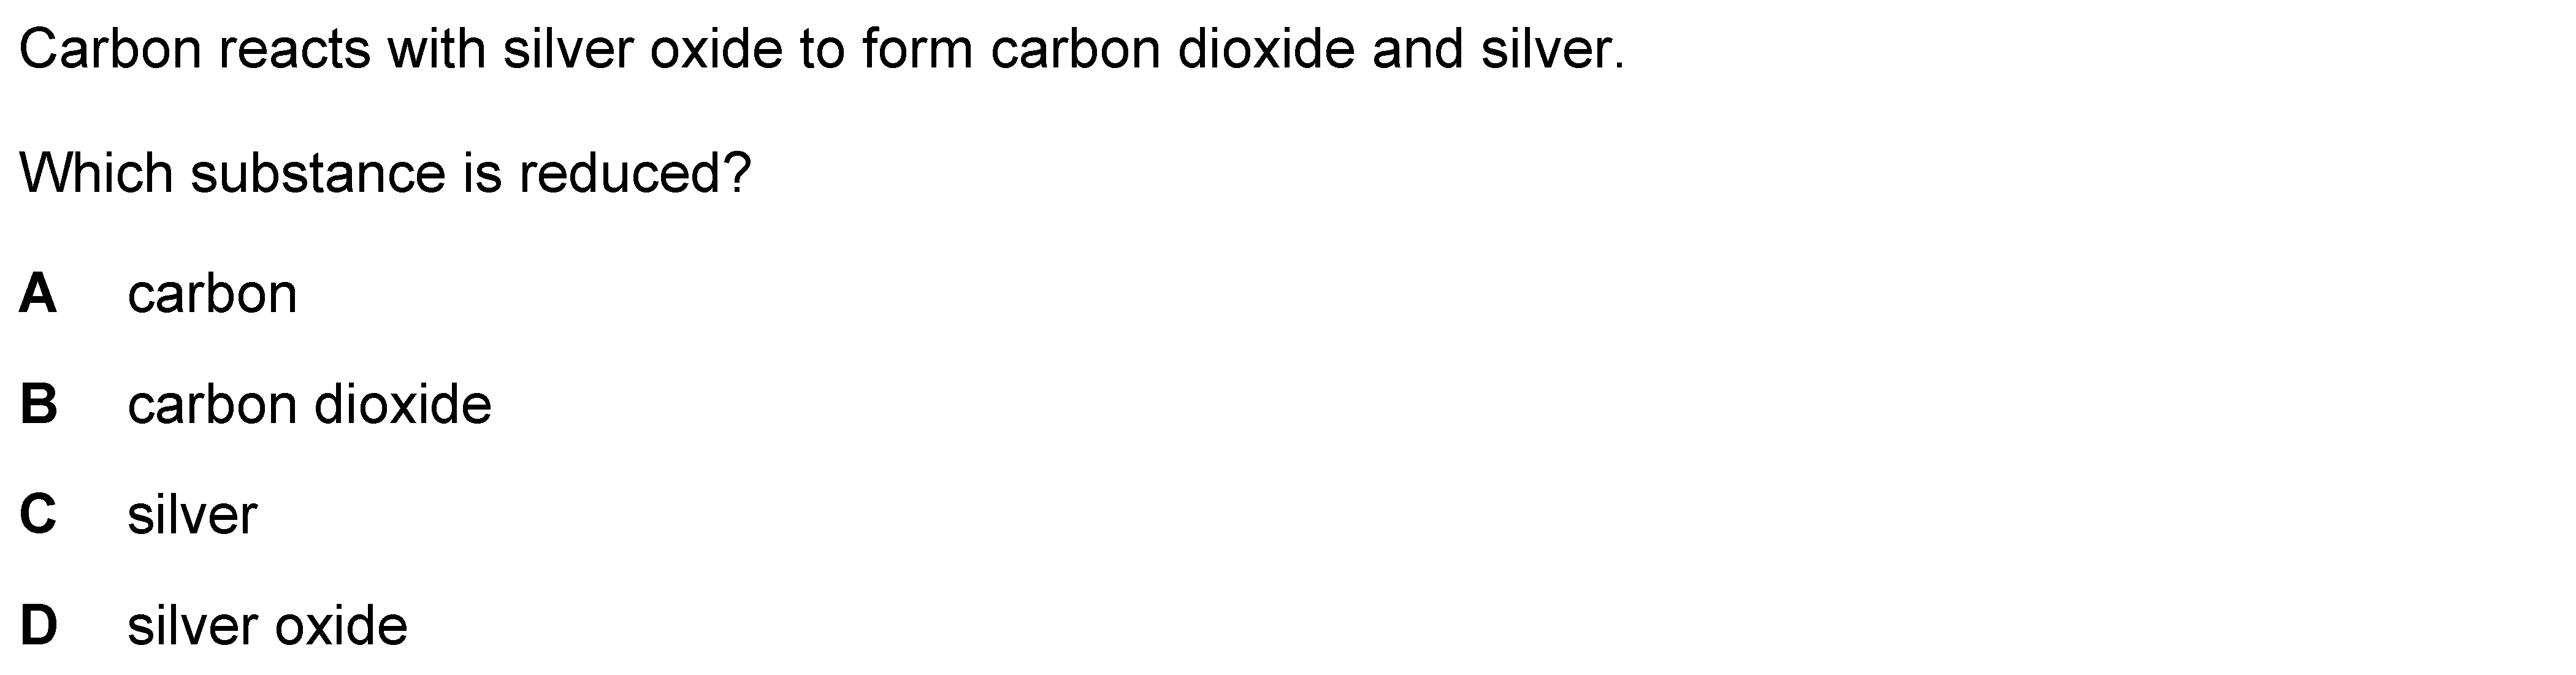 Carbon reacts with silver oxide to form carbon dioxide and silver.
Which substance is reduced?
A carbon
B carbon dioxide
C silver
D silver oxide